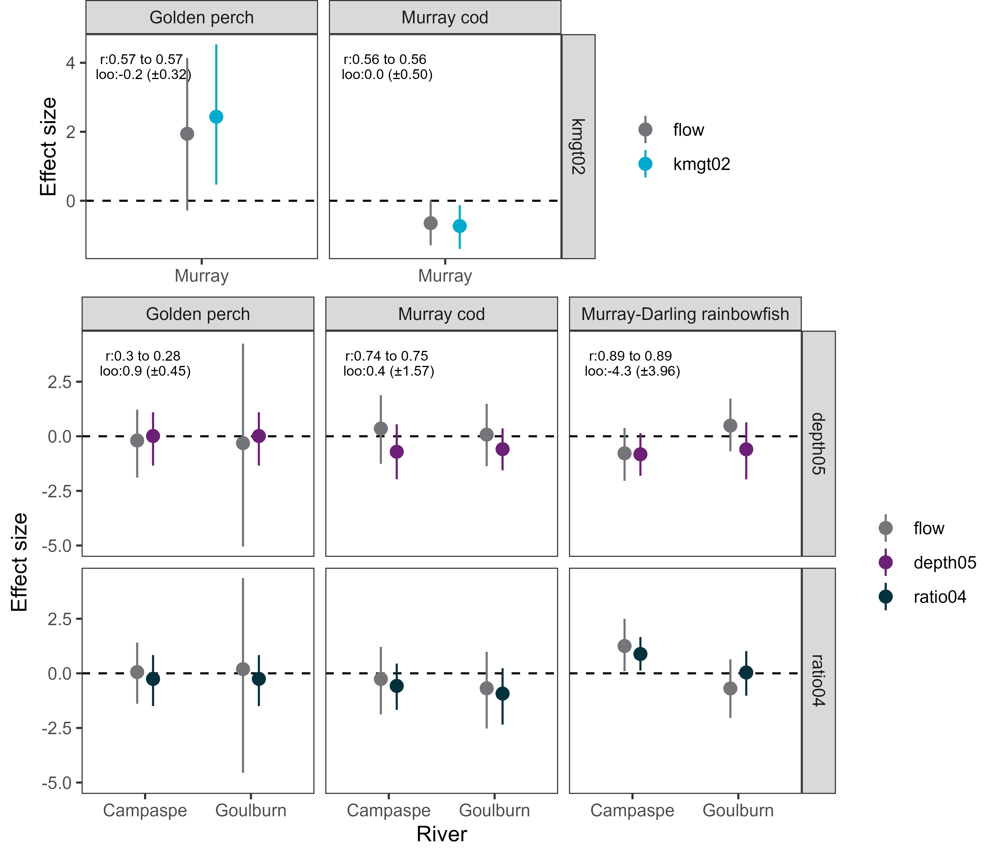 Golden perch
Murray cod
r:0.57 to 0.57
loo:-0.2 (±0.32)
r:0.56 to 0.56
loo:0.0 (±0.50)
4
2
0
Effect size
kmgt02
Murray
Murray
flow
kmgt02
Golden perch
Murray cod
Murray-Darling rainbowfish
r:0.3 to 0.28
loo:0.9 (±0.45)
r:0.74 to 0.75
loo:0.4 (±1.57)
r:0.89 to 0.89
loo:-4.3 (±3.96)
2.5
0.0
-2.5
-5.0
depth05
Effect size
2.5
0.0
-2.5
-5.0
ratio04
Campaspe
Goulburn
Campaspe
Goulburn
Campaspe
Goulburn
River
flow
depth05
ratio04